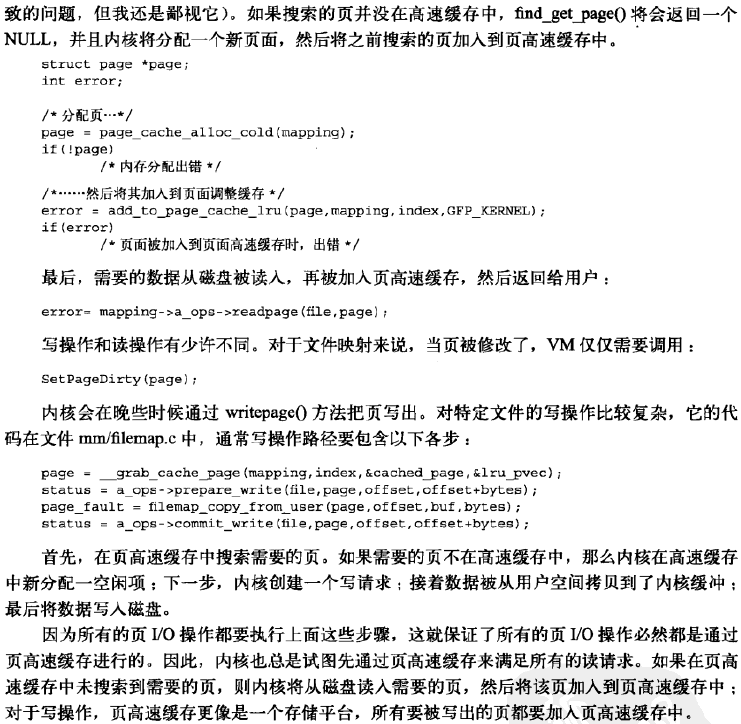 致的问题，但我还是鄙视它）。如果搜索的页并没在高速缓存中，find_get_page() 将会返回一个
NULL，并且内核将分配一个新页面，然后将之前搜索的页加入到页高速缓存中。
struct page *page;
int error;
/* 分配页…*/
page = page_cache_alloc_cold(mapping);
if(!page)
/* 内存分配出错 */
/*……然后将其加入到页面调整缓存 */
error = add_to_page_cache_lru(page,mapping,index,GFP_KERNEL);
if(error)
/* 页面被加入到页面高速缓存时，出错 */
最后，需要的数据从磁盘被读入，再被加入页高速缓存，然后返回给用户：
error= mapping->a_ops->readpage(file,page);
写操作和读操作有少许不同。对于文件映射来说，当页被修改了，VM 仅仅需要调用：
SetPageDirty(page);
内核会在晚些时候通过 writepage() 方法把页写出。对特定文件的写操作比较复杂，它的代
码在文件 mm/filemap.c 中，通常写操作路径要包含以下各步：
page = __grab_cache_page(mapping,index,&cached_page,&lru_pvec);
status = a_ops->prepare_write(file,page,offset,offset+bytes);
page_fault = filemap_copy_from_user(page,offset,buf,bytes);
status = a_ops->commit_write(file,page,offset,offset+bytes);
首先，在页高速缓存中搜索需要的页。如果需要的页不在高速缓存中，那么内核在高速缓存
中新分配一空闲项；下一步，内核创建一个写请求；接着数据被从用户空间拷贝到了内核缓冲；
最后将数据写入磁盘。
因为所有的页 I/O 操作都要执行上面这些步骤，这就保证了所有的页 I/O 操作必然都是通过
页高速缓存进行的。因此，内核也总是试图先通过页高速缓存来满足所有的读请求。如果在页高
速缓存中未搜索到需要的页，则内核将从磁盘读入需要的页，然后将该页加入到页高速缓存中；
对于写操作，页高速缓存更像是一个存储平台，所有要被写出的页都要加入页高速缓存中。